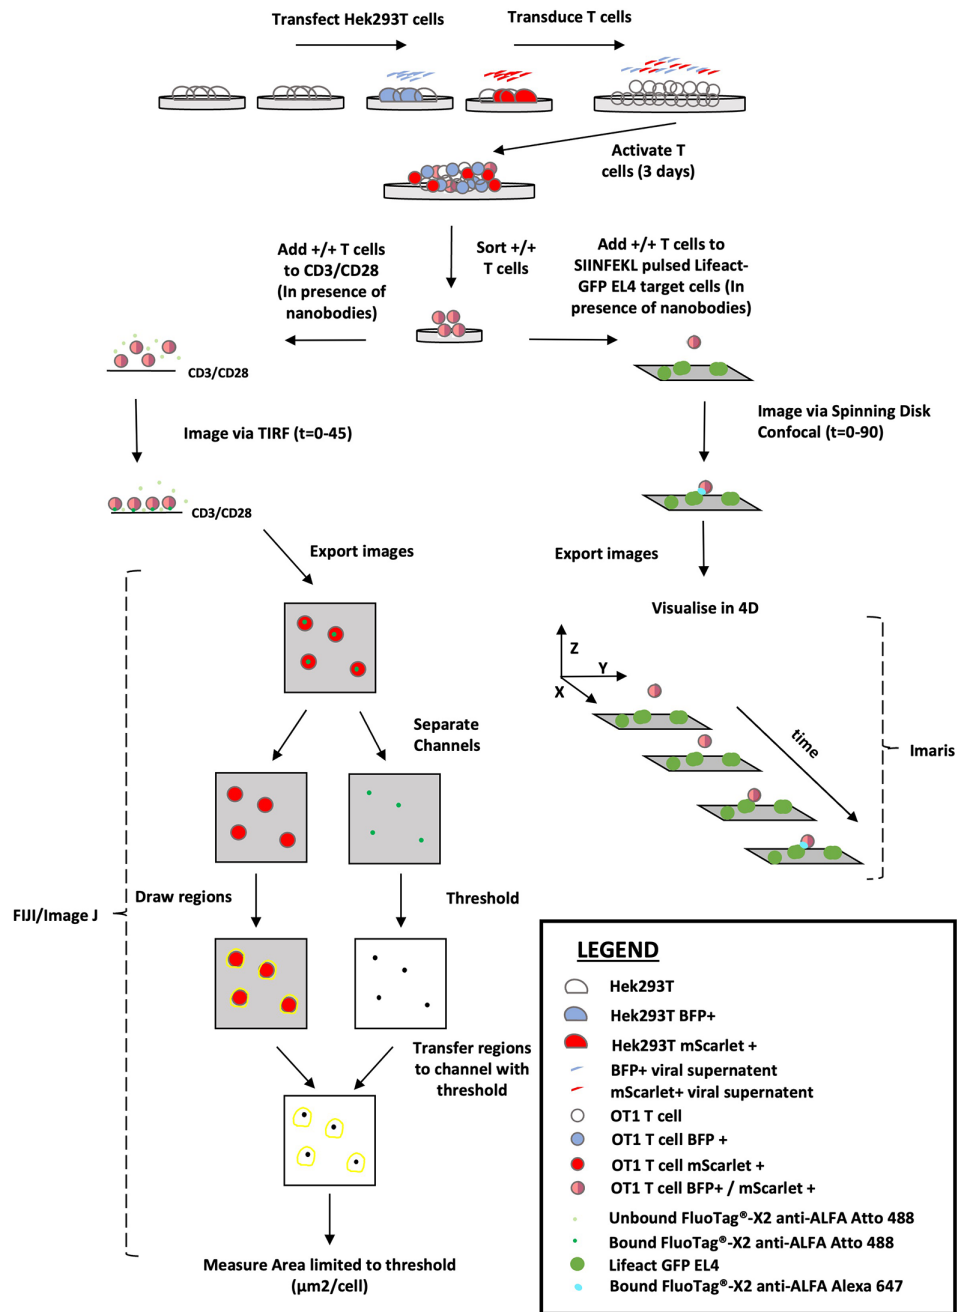 Transfect Hek293T cells
Transduce T cells
Activate T
cells (3 days)
Add +/+ T cells
to CD3/CD28
(In presence of
nanobodies)
Sort +/+
T cells
Add +/+ T cells to
SIINFEKL pulsed Lifeact-
GFP EL4 target cells (In
presence of nanobodies)
CD3/CD28
Image via TIRF (t=0-45)
Image via Spinning Disk
Confocal (t=0-90)
CD3/CD28
Export images
Export images
Visualise in 4D
Z
Y
X
time
Imaris
Separate
Channels
Draw regions
Threshold
FIJI/Image J
Transfer regions
to channel with
threshold
Measure Area limited to threshold
(µm2/cell)
LEGEND
Hek293T
Hek293T BFP+
Hek293T mScarlet +
BFP+ viral supernatent
mScarlet+ viral supernatent
OT1 T cell
OT1 T cell BFP +
OT1 T cell mScarlet +
OT1 T cell BFP+ / mScarlet +
Unbound FluoTag®-X2 anti-ALFA Atto 488
Bound FluoTag®-X2 anti-ALFA Atto 488
Lifeact GFP EL4
Bound FluoTag®-X2 anti-ALFA Alexa 647